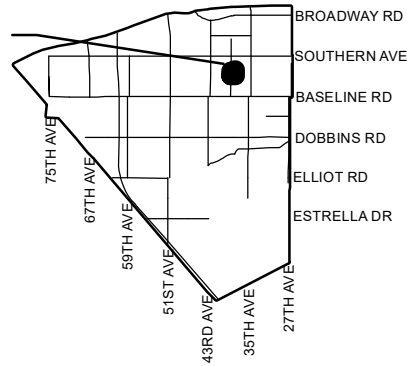 BROADWAY RD
SOUTHERN AVE
BASELINE RD
DOBBINS RD
ELLIOT RD
ESTRELLA DR
75TH AVE
67TH AVE
59TH AVE
51ST AVE
43RD AVE
35TH AVE
27TH AVE